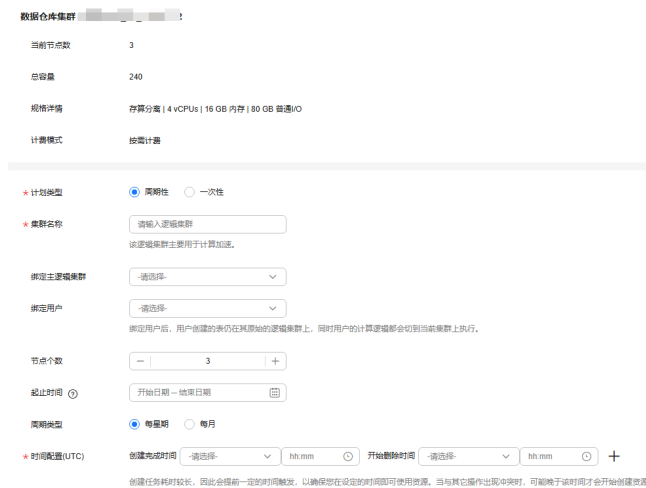 数据仓库集群
当前节点数 3
总容量 240
规格详情 存算分离 | 4 vCPUs | 16 GB 内存 | 80 GB 普通I/O
计费模式 按需计费
* 计划类型 周期性 一次性
* 集群名称 请输入逻辑集群
该逻辑集群主要用于计算加速。
绑定主逻辑集群 -请选择-
绑定用户 -请选择-
绑定用户后，用户创建的表仍在其原始的逻辑集群上，同时用户的计算逻辑都会切到当前集群上执行。
节点个数 − 3 +
起止时间 ? 开始日期 – 结束日期
周期类型 每星期 每月
* 时间配置(UTC) 创建完成时间 -请选择- hh:mm 开始删除时间 -请选择- hh:mm +
创建任务耗时较长，因此会提前一定的时间触发，以确保您在设定的时间即可使用资源。当与其它操作出现冲突时，可能晚于该时间才会开始创建资源